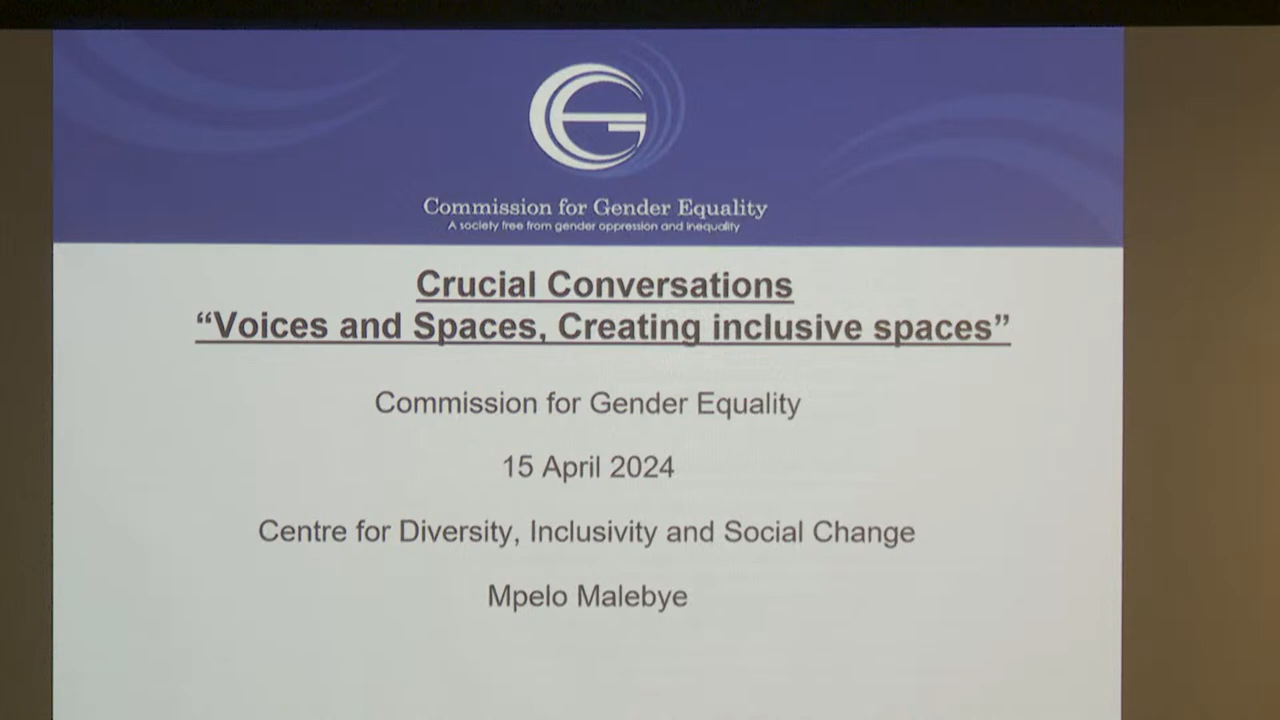 Commission for Gender Equality
A society free from gender oppression and inequality
Crucial Conversations
“Voices and Spaces, Creating inclusive spaces”
Commission for Gender Equality
15 April 2024
Centre for Diversity, Inclusivity and Social Change
Mpelo Malebye